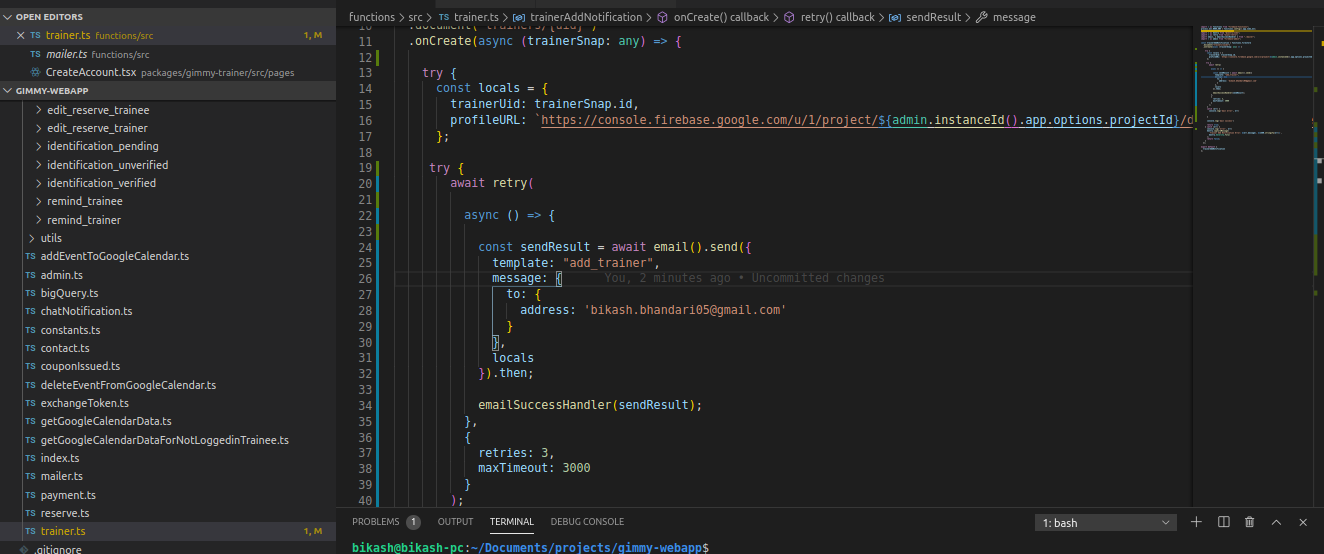 OPEN EDITORS
trainer.ts functions/src 1, M
mailer.ts functions/src
CreateAccount.tsx packages/gimmy-trainer/src/pages
GIMMY-WEBAPP
edit_reserve_trainee
edit_reserve_trainer
identification_pending
identification_unverified
identification_verified
remind_trainee
remind_trainer
utils
TS addEventToGoogleCalendar.ts
TS admin.ts
TS bigQuery.ts
TS chatNotification.ts
TS constants.ts
TS contact.ts
TS couponIssued.ts
TS deleteEventFromGoogleCalendar.ts
TS exchangeToken.ts
TS getGoogleCalendarData.ts
TS getGoogleCalendarDataForNotLoggedinTrainee.ts
TS index.ts
TS mailer.ts
TS payment.ts
TS reserve.ts
TS trainer.ts 1, M
.gitignore
functions > src > TS trainer.ts > trainerAddNotification > onCreate() callback > retry() callback > sendResult > message
10 .document("trainers/{uid}")
11 .onCreate(async (trainerSnap: any) => {
12
13 try {
14 const locals = {
15 trainerUid: trainerSnap.id,
16 profileURL: `https://console.firebase.google.com/u/1/project/${admin.instanceId().app.options.projectId}/d
17 };
18
19 try {
20 await retry(
21
22 async () => {
23
24 const sendResult = await email().send({
25 template: "add_trainer",
26 message: { You, 2 minutes ago • Uncommitted changes
27 to: {
28 address: 'bikash.bhandari05@gmail.com'
29 }
30 },
31 locals
32 }).then;
33
34 emailSuccessHandler(sendResult);
35 },
36 {
37 retries: 3,
38 maxTimeout: 3000
39 }
40 );
PROBLEMS 1 OUTPUT TERMINAL DEBUG CONSOLE 1: bash
bikash@bikash-pc:~/Documents/projects/gimmy-webapp$